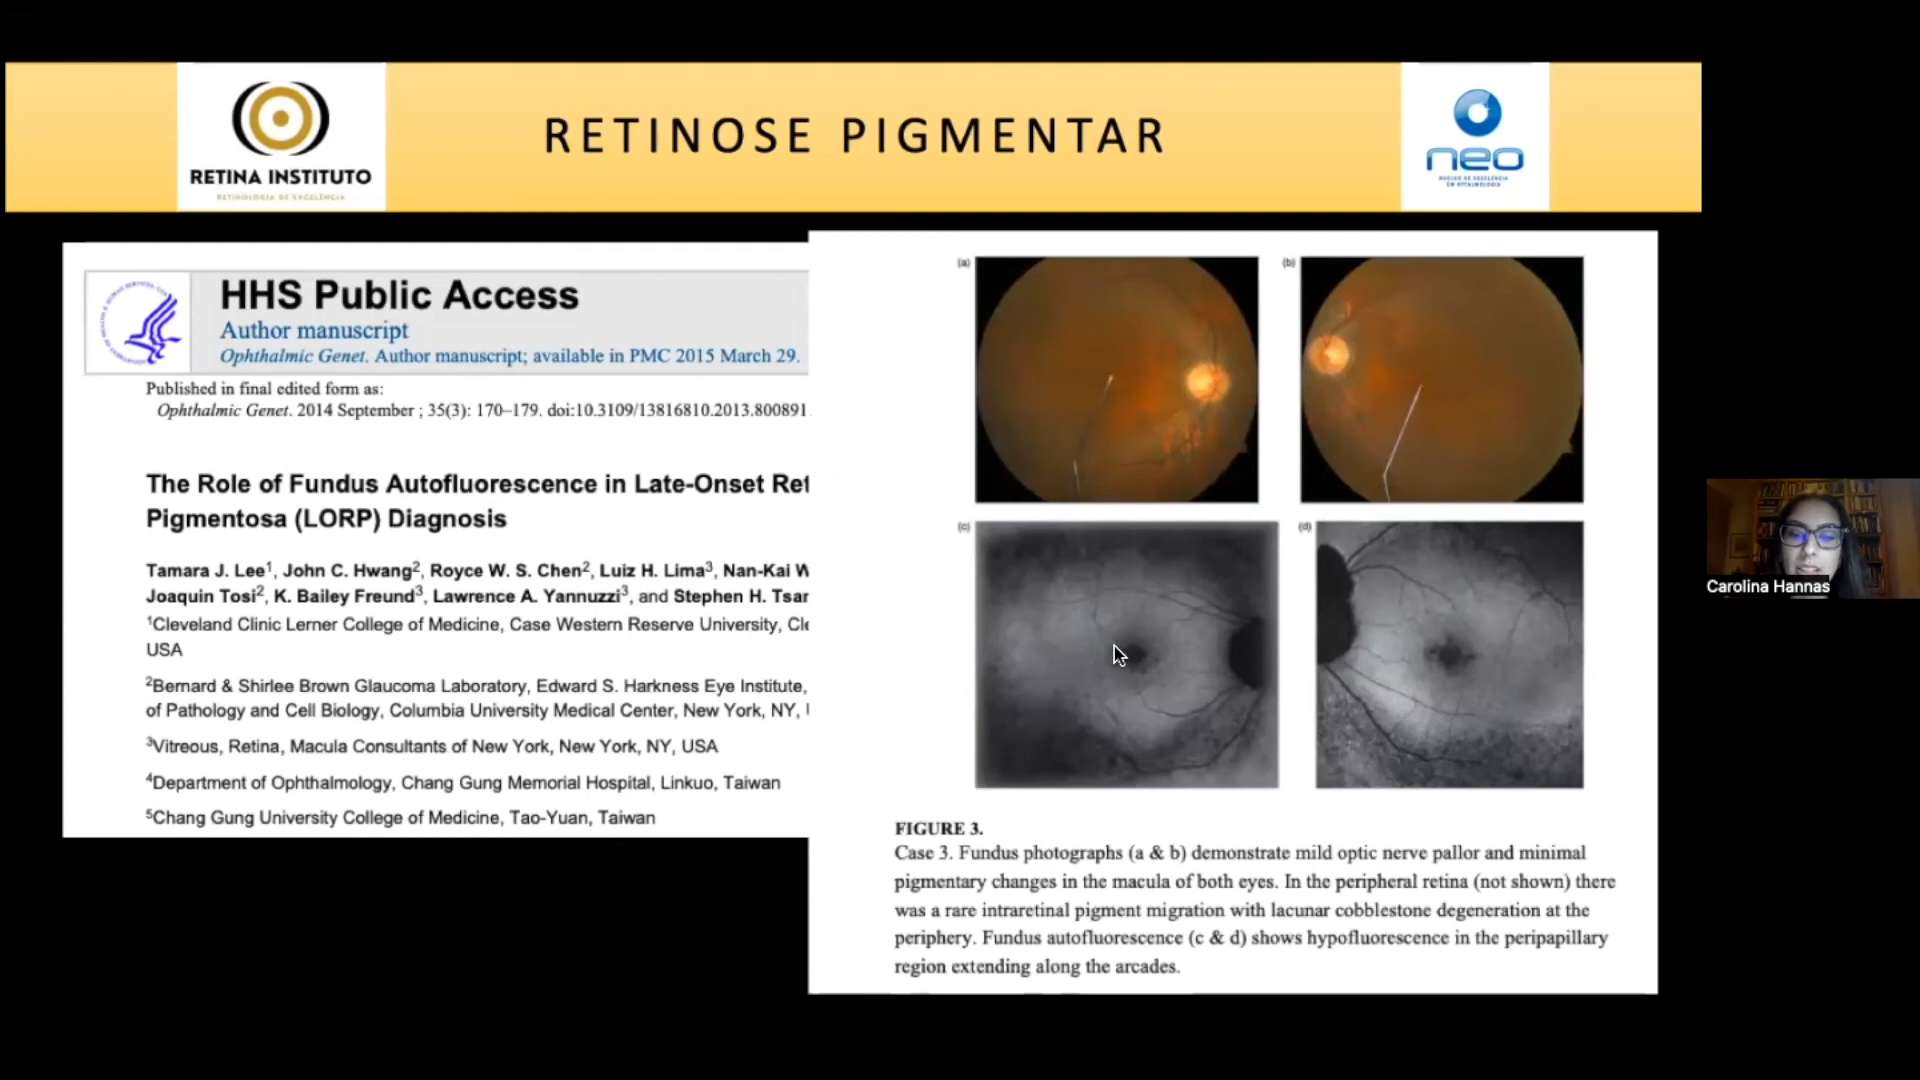 RETINA INSTITUTO
RETINOLOGIA DE EXCELÊNCIA
RETINOSE PIGMENTAR
neo
NÚCLEO DE EXCELÊNCIA
EM OFTALMOLOGIA
HHS Public Access
Author manuscript
Ophthalmic Genet. Author manuscript; available in PMC 2015 March 29.
Published in final edited form as:
Ophthalmic Genet. 2014 September ; 35(3): 170–179. doi:10.3109/13816810.2013.800891
The Role of Fundus Autofluorescence in Late-Onset Ret
Pigmentosa (LORP) Diagnosis
Tamara J. Lee1, John C. Hwang2, Royce W. S. Chen2, Luiz H. Lima3, Nan-Kai W
Joaquin Tosi2, K. Bailey Freund3, Lawrence A. Yannuzzi3, and Stephen H. Tsar
1Cleveland Clinic Lerner College of Medicine, Case Western Reserve University, Cle
USA
2Bernard & Shirlee Brown Glaucoma Laboratory, Edward S. Harkness Eye Institute,
of Pathology and Cell Biology, Columbia University Medical Center, New York, NY,
3Vitreous, Retina, Macula Consultants of New York, New York, NY, USA
4Department of Ophthalmology, Chang Gung Memorial Hospital, Linkuo, Taiwan
5Chang Gung University College of Medicine, Tao-Yuan, Taiwan
(a)
(b)
(c)
(d)
FIGURE 3.
Case 3. Fundus photographs (a & b) demonstrate mild optic nerve pallor and minimal
pigmentary changes in the macula of both eyes. In the peripheral retina (not shown) there
was a rare intraretinal pigment migration with lacunar cobblestone degeneration at the
periphery. Fundus autofluorescence (c & d) shows hypofluorescence in the peripapillary
region extending along the arcades.
Carolina Hannas